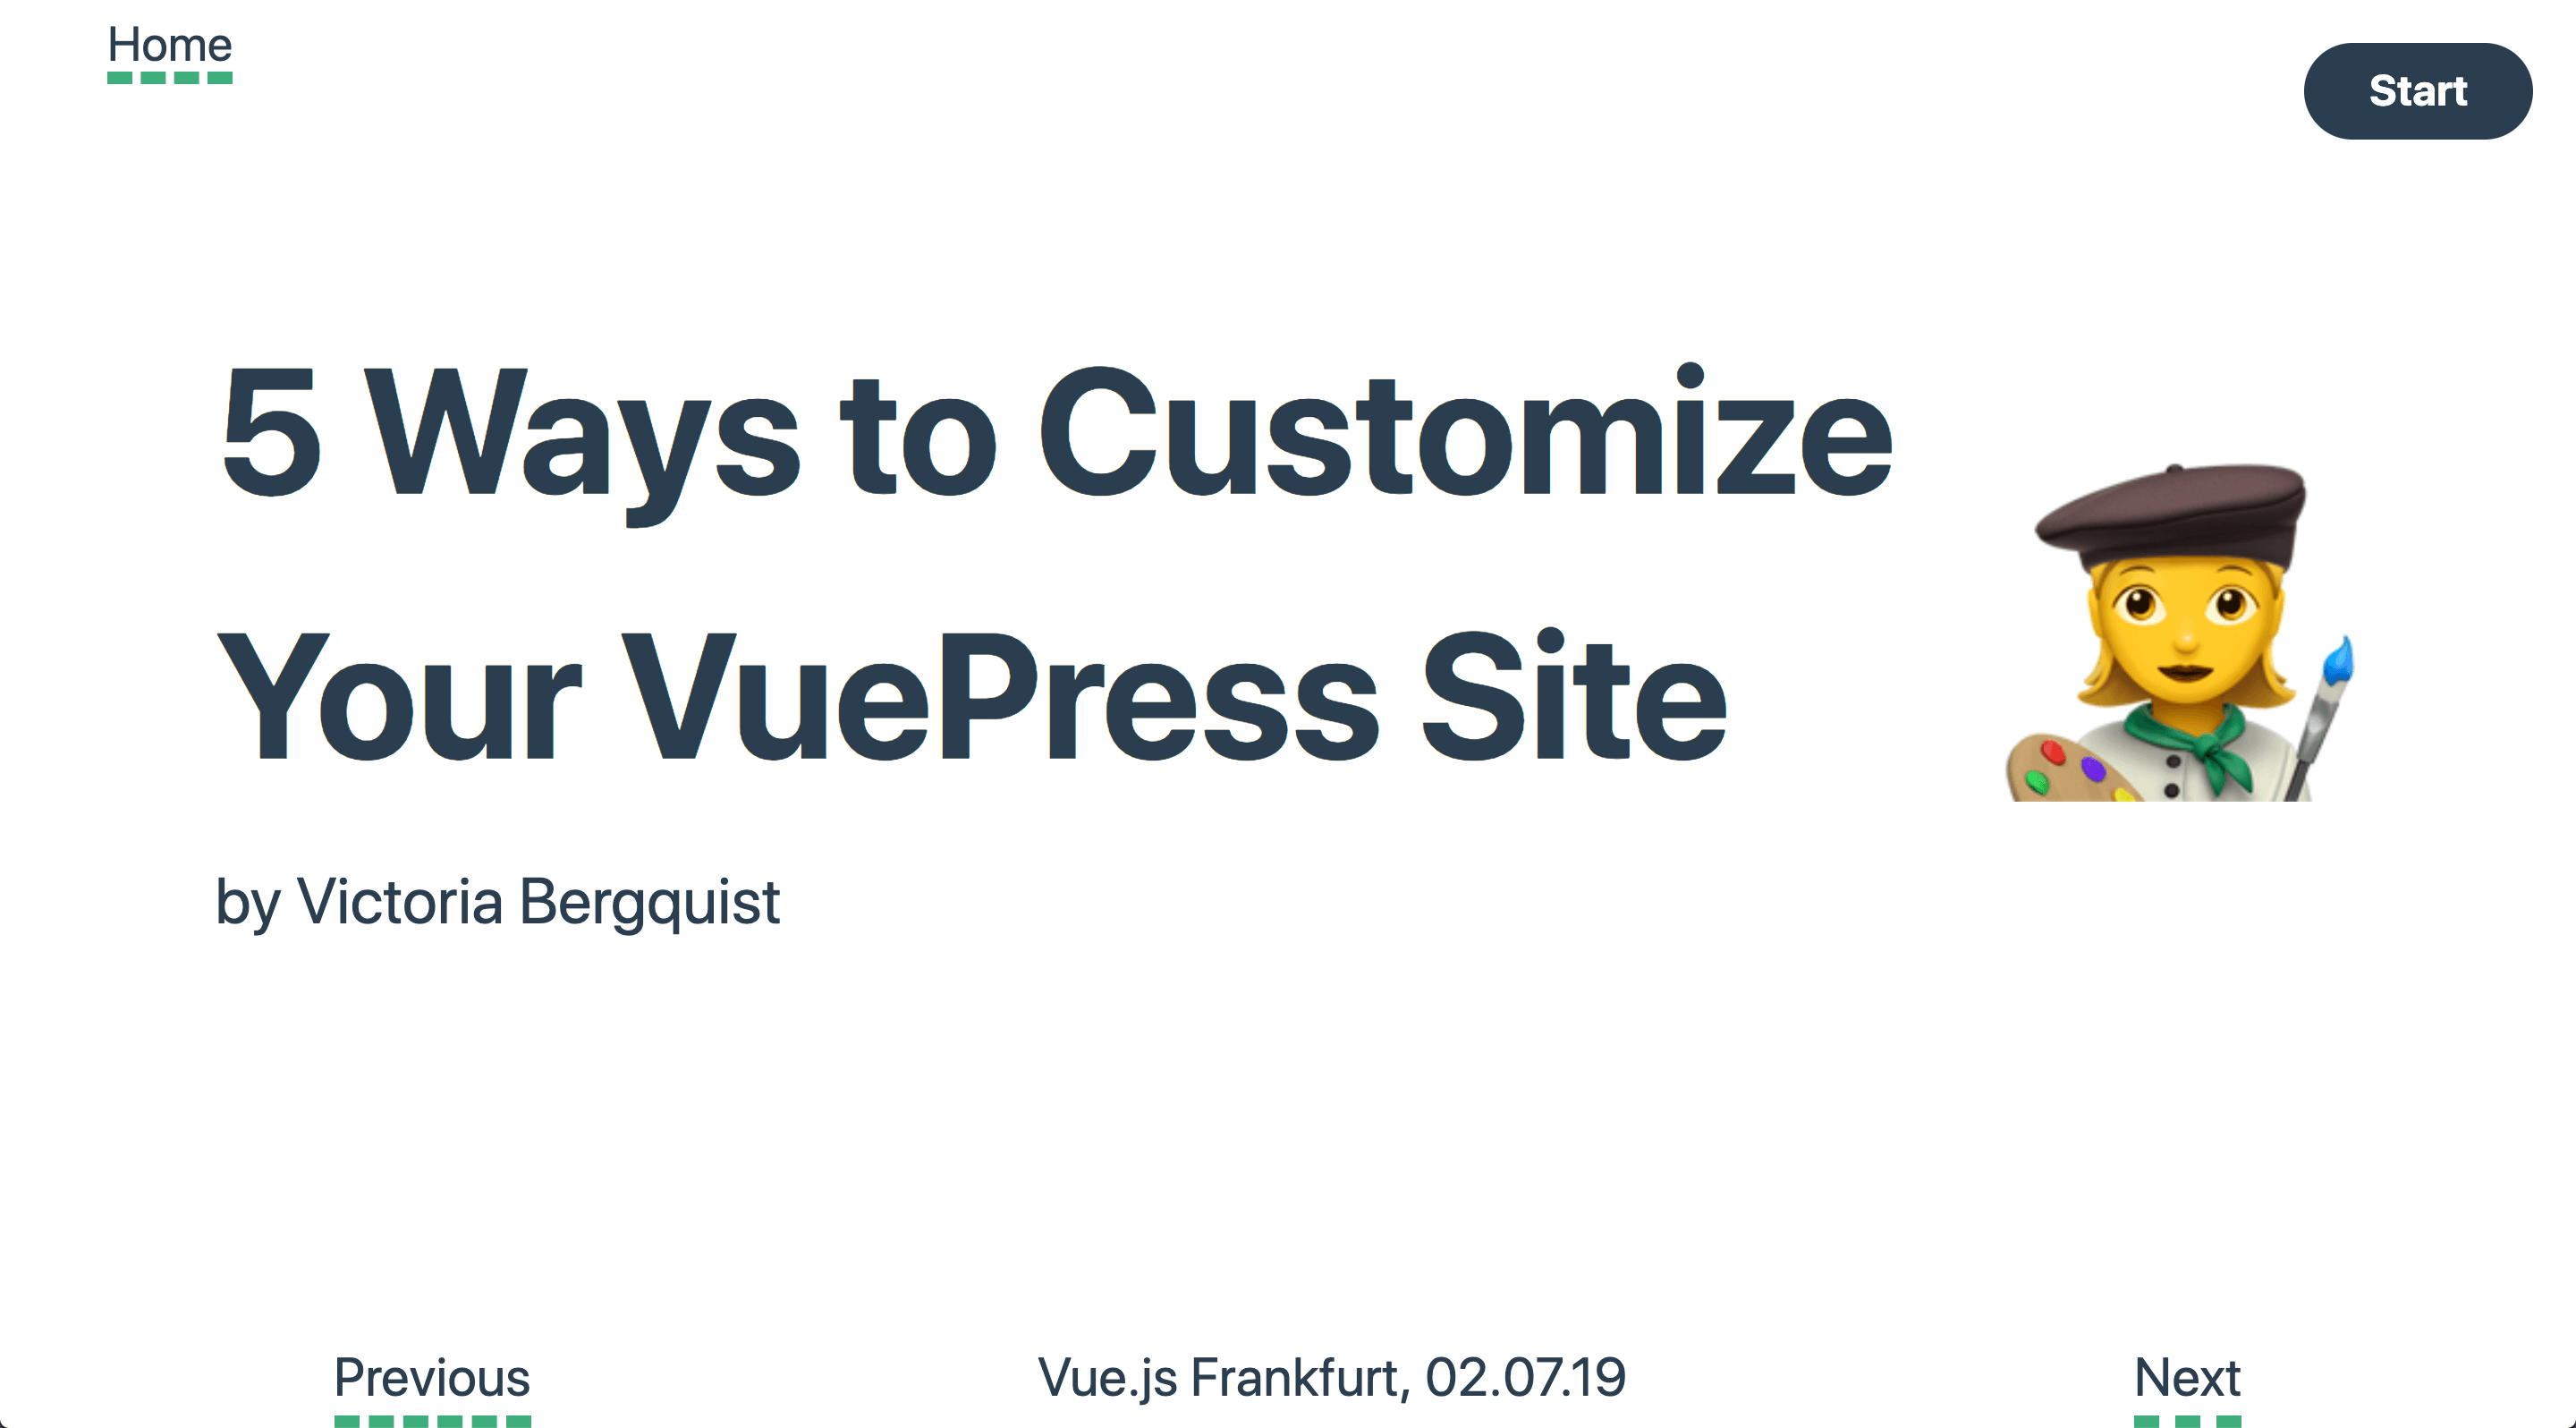 Home
Start
5 Ways to Customize
Your VuePress Site
by Victoria Bergquist
Previous
Vue.js Frankfurt, 02.07.19
Next